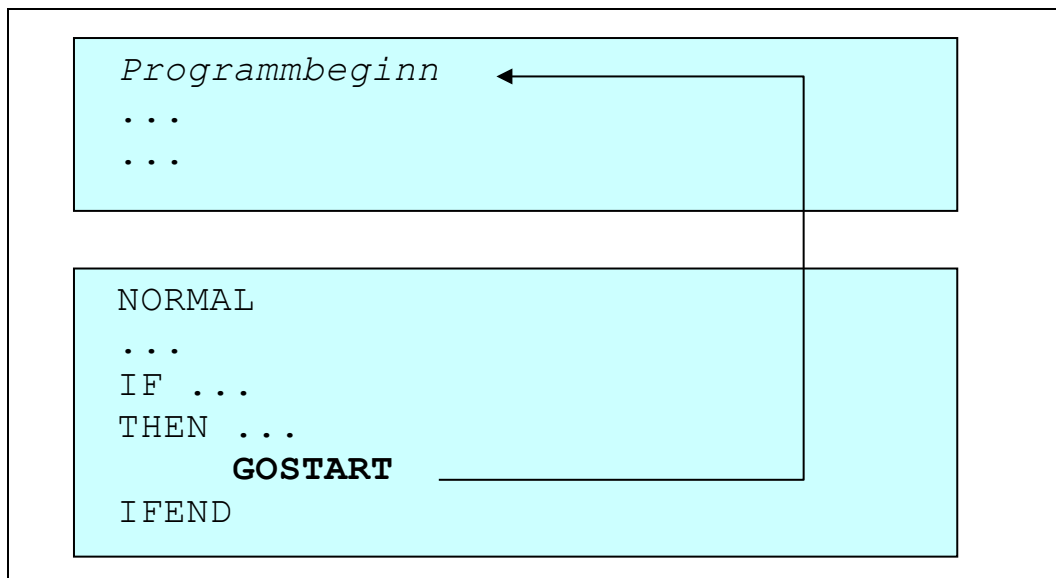 Programmbeginn
...
...
NORMAL
...
IF ...
THEN ...
GOSTART
IFEND